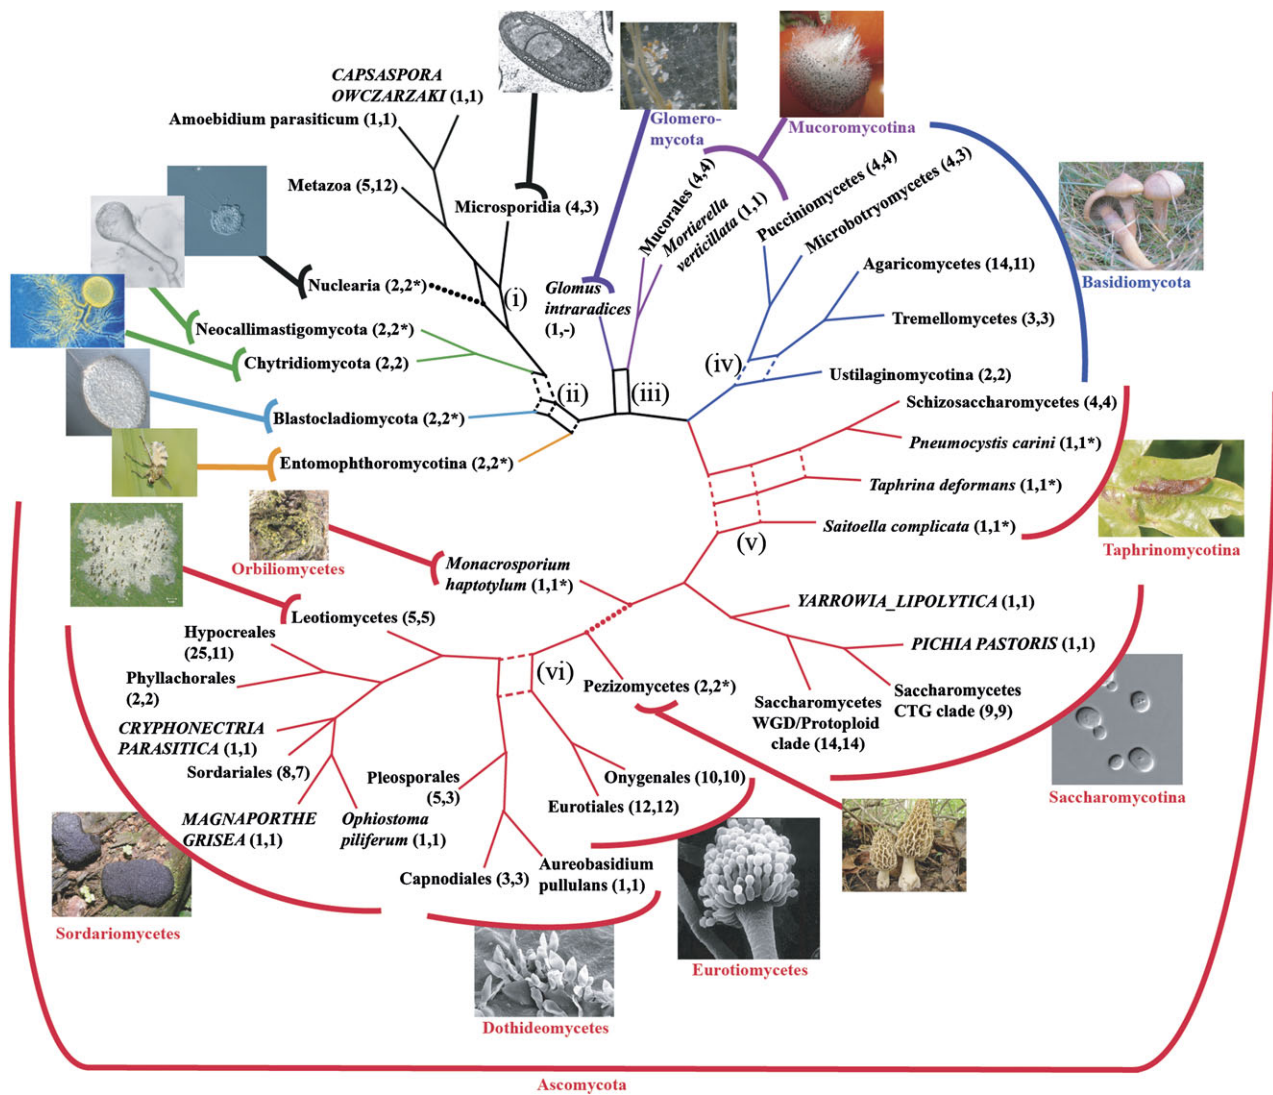 CAPSASPORA
OWCZARZAKI (1,1)
Amoebidium parasiticum (1,1)
Metazoa (5,12)
Microsporidia (4,3)
Nuclearia (2,2*)
(i)
Neocallimastigomycota (2,2*)
Chytridiomycota (2,2)
(ii)
Blastocladiomycota (2,2*)
Entomophthoromycotina (2,2*)
Glomero-
mycota
Glomus
intraradices
(1,-)
(iii)
Mucoromycotina
Mucorales (4,4)
Mortierella
verticillata (1,1)
Pucciniomycetes (4,4)
Microbotryomycetes (4,3)
Agaricomycetes (14,11)
Tremellomycetes (3,3)
(iv)
Ustilaginomycotina (2,2)
Basidiomycota
Schizosaccharomycetes (4,4)
Pneumocystis carini (1,1*)
Taphrina deformans (1,1*)
Saitoella complicata (1,1*)
(v)
Taphrinomycotina
Orbiliomycetes
Monacrosporium
haptotylum (1,1*)
YARROWIA_LIPOLYTICA (1,1)
PICHIA PASTORIS (1,1)
Saccharomycetes
CTG clade (9,9)
Saccharomycetes
WGD/Protoploid
clade (14,14)
Saccharomycotina
Leotiomycetes (5,5)
Hypocreales
(25,11)
Phyllachorales
(2,2)
CRYPHONECTRIA
PARASITICA (1,1)
Sordariales (8,7)
MAGNAPORTHE
GRISEA (1,1)
Ophiostoma
piliferum (1,1)
Sordariomycetes
(vi)
Pezizomycetes (2,2*)
Pleosporales
(5,3)
Onygenales (10,10)
Eurotiales (12,12)
Capnodiales (3,3)
Aureobasidium
pullulans (1,1)
Eurotiomycetes
Dothideomycetes
Ascomycota